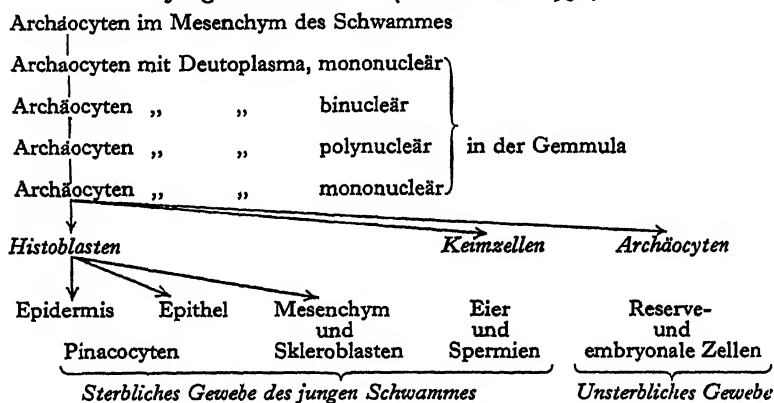 Archäocyten im Mesenchym des Schwammes
Archäocyten mit Deutoplasma, mononucleär
Archäocyten „ „ binucleär
Archäocyten „ „ polynucleär in der Gemmula
Archäocyten „ „ mononucleär
Histoblasten Keimzellen Archäocyten
Epidermis Epithel Mesenchym Eier Reserve-
und und und
Pinacocyten Skleroblasten Spermien embryonale Zellen
Sterbliches Gewebe des jungen Schwammes Unsterbliches Gewebe